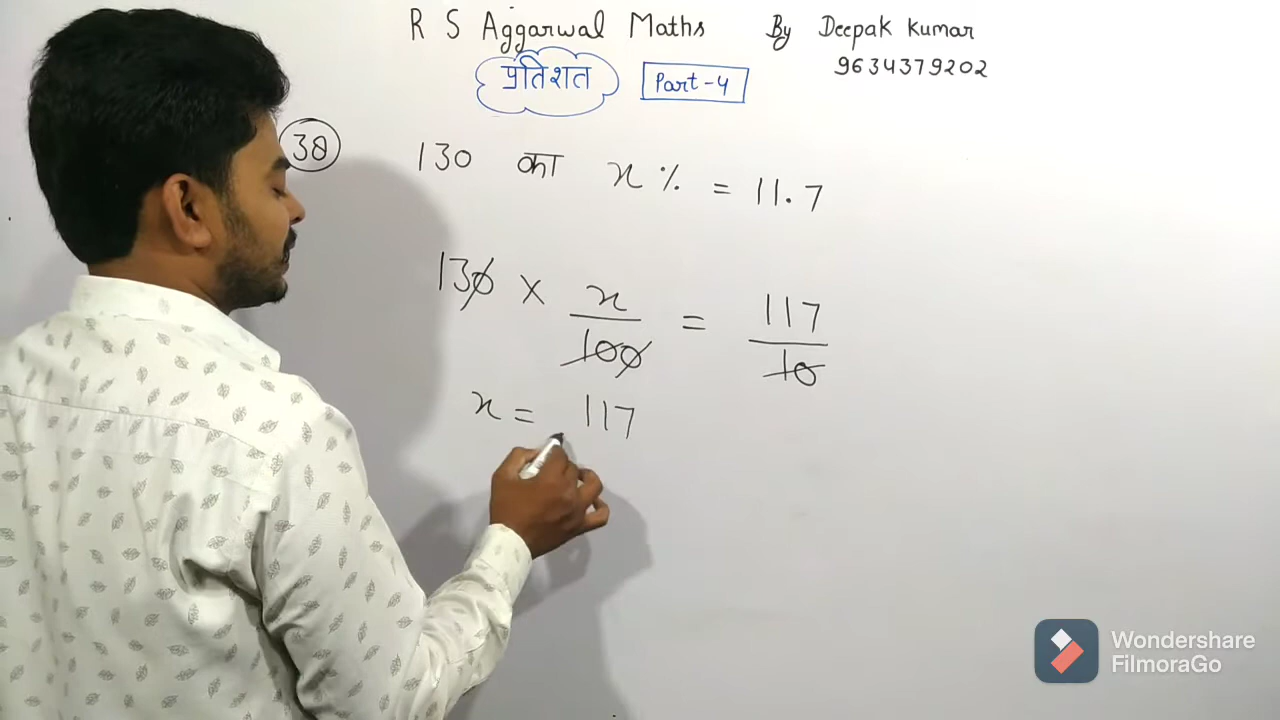 R S Aggarwal Maths By Deepak Kumar
9634379202
प्रतिशत Part-4
38 130 का x % = 11.7
130 × x/100 = 117/10
x = 117
Wondershare
FilmoraGo